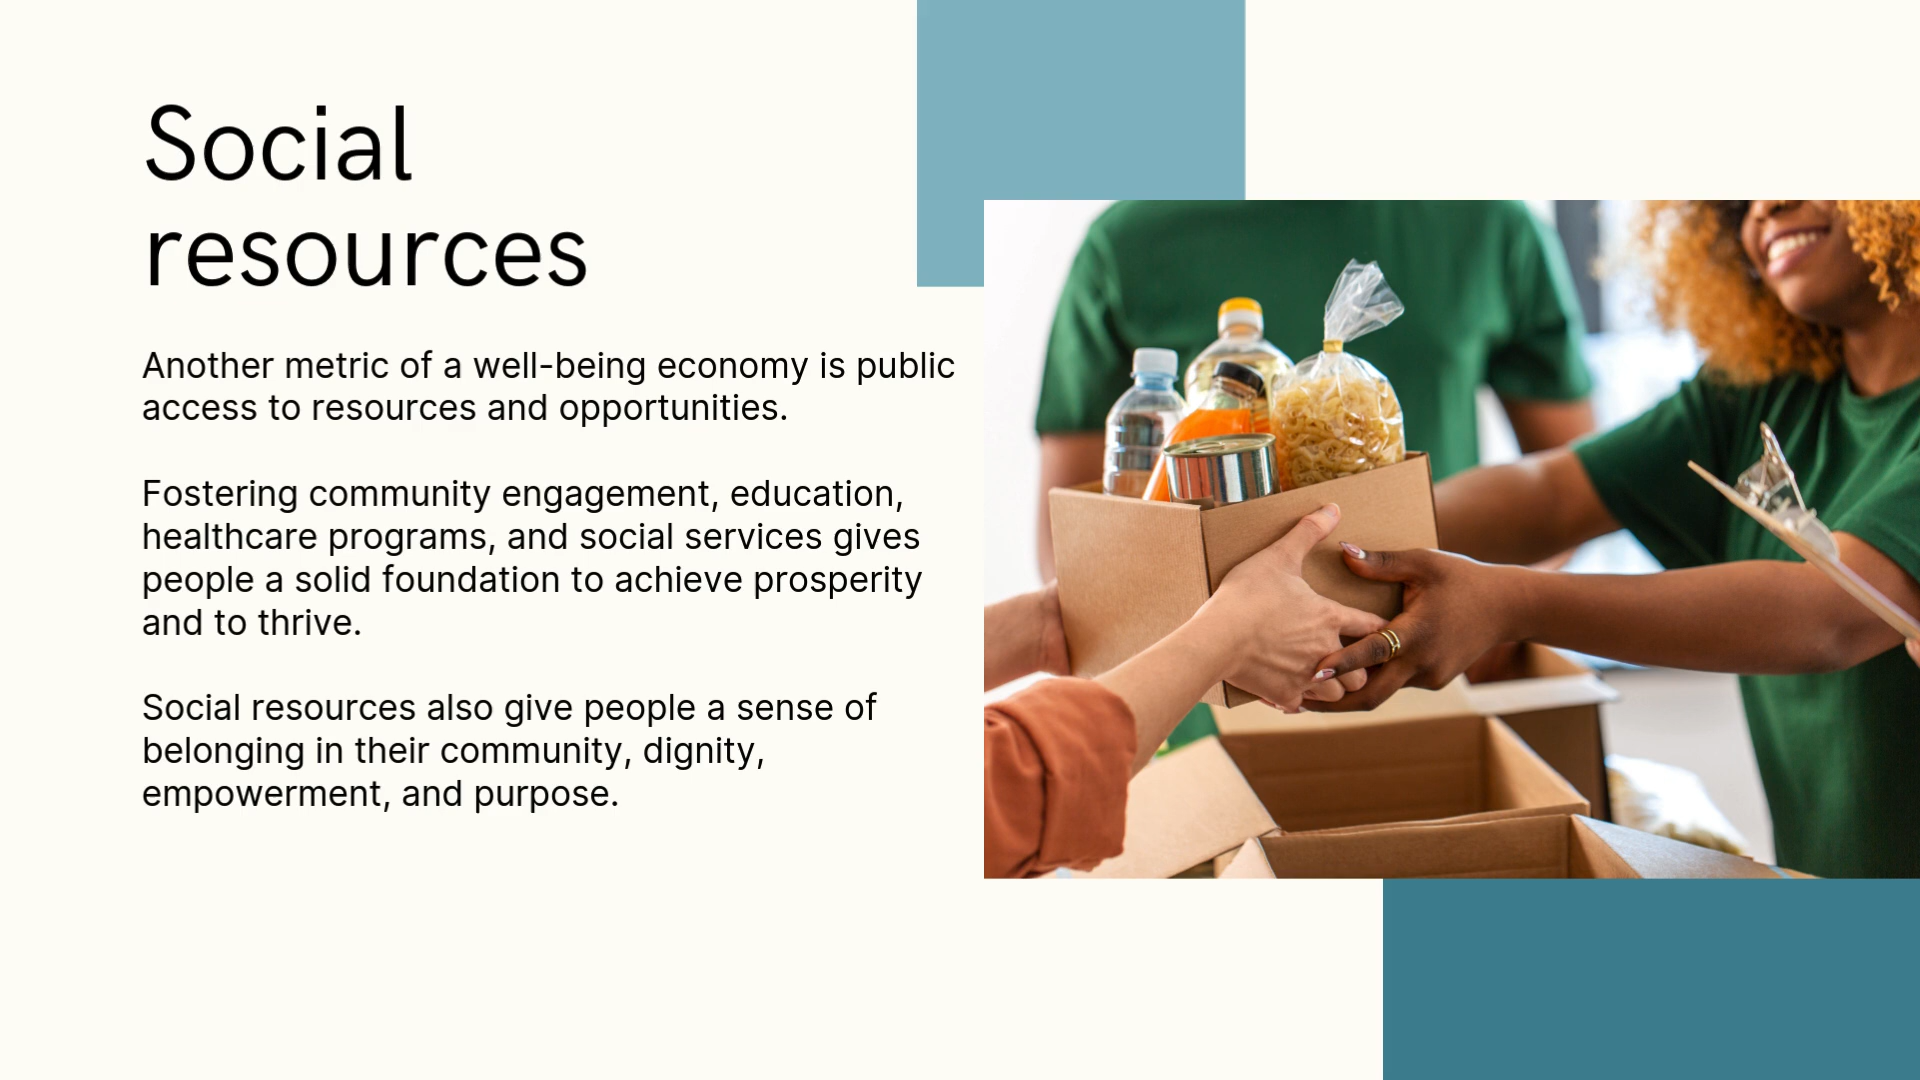 Social
resources
Another metric of a well-being economy is public
access to resources and opportunities.
Fostering community engagement, education,
healthcare programs, and social services gives
people a solid foundation to achieve prosperity
and to thrive.
Social resources also give people a sense of
belonging in their community, dignity,
empowerment, and purpose.